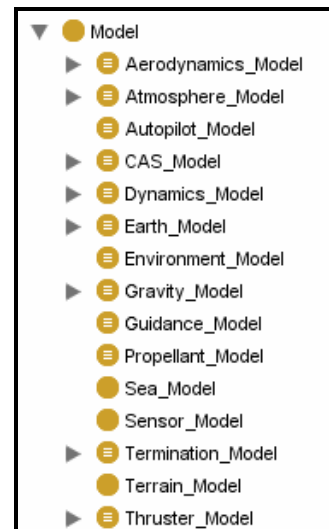 Model
Aerodynamics_Model
Atmosphere_Model
Autopilot_Model
CAS_Model
Dynamics_Model
Earth_Model
Environment_Model
Gravity_Model
Guidance_Model
Propellant_Model
Sea_Model
Sensor_Model
Termination_Model
Terrain_Model
Thruster_Model